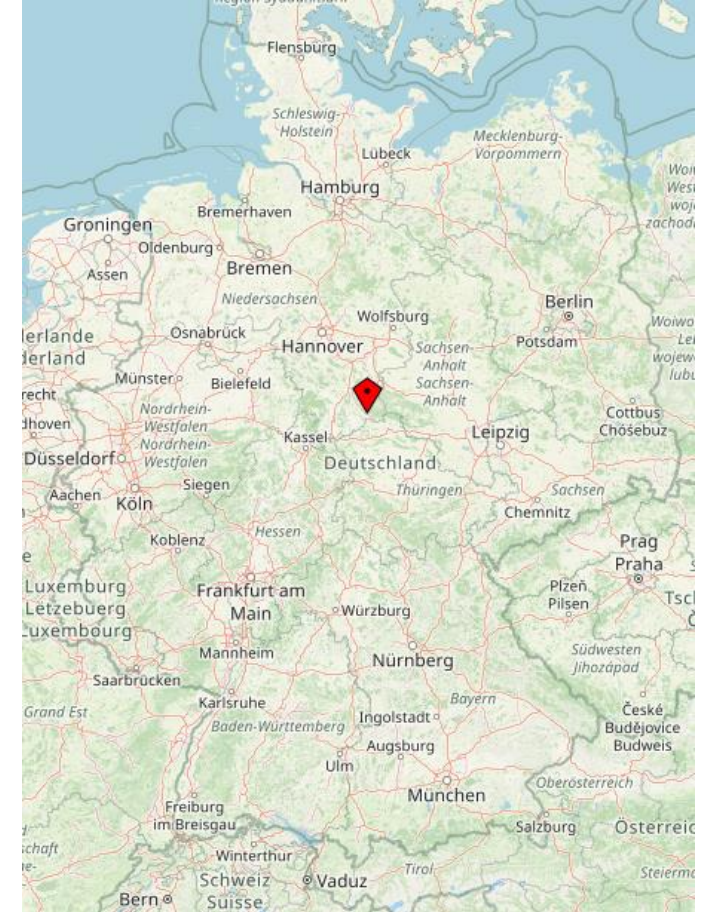 Flensburg
Schleswig-
Holstein
Mecklenburg-
Vorpommern
Lübeck
Hamburg
Bremerhaven
Groningen
Oldenburg
Assen
Bremen
Niedersachsen
Wolfsburg
Berlin
Osnabrück
Hannover
Potsdam
Sachsen-
Anhalt
Sachsen-
Anhalt
Münster
Bielefeld
Nordrhein-
Westfalen
Nordrhein-
Westfalen
Cottbus
Chóśebuz
Kassel
Leipzig
Düsseldorf
Deutschland
Siegen
Aachen
Köln
Thüringen
Sachsen
Chemnitz
Hessen
Koblenz
Prag
Praha
Frankfurt am
Main
Luxemburg
Lëtzebuerg
Luxembourg
Plzeň
Pilsen
Würzburg
Mannheim
Nürnberg
Südwesten
Jihozápad
Saarbrücken
Karlsruhe
Bayern
Grand Est
Baden-Württemberg
Ingolstadt
České
Budějovice
Budweis
Augsburg
Ulm
München
Oberösterreich
Freiburg
im Breisgau
Salzburg
Österreic
Winterthur
Tirol
Schweiz
Suisse
Vaduz
Bern